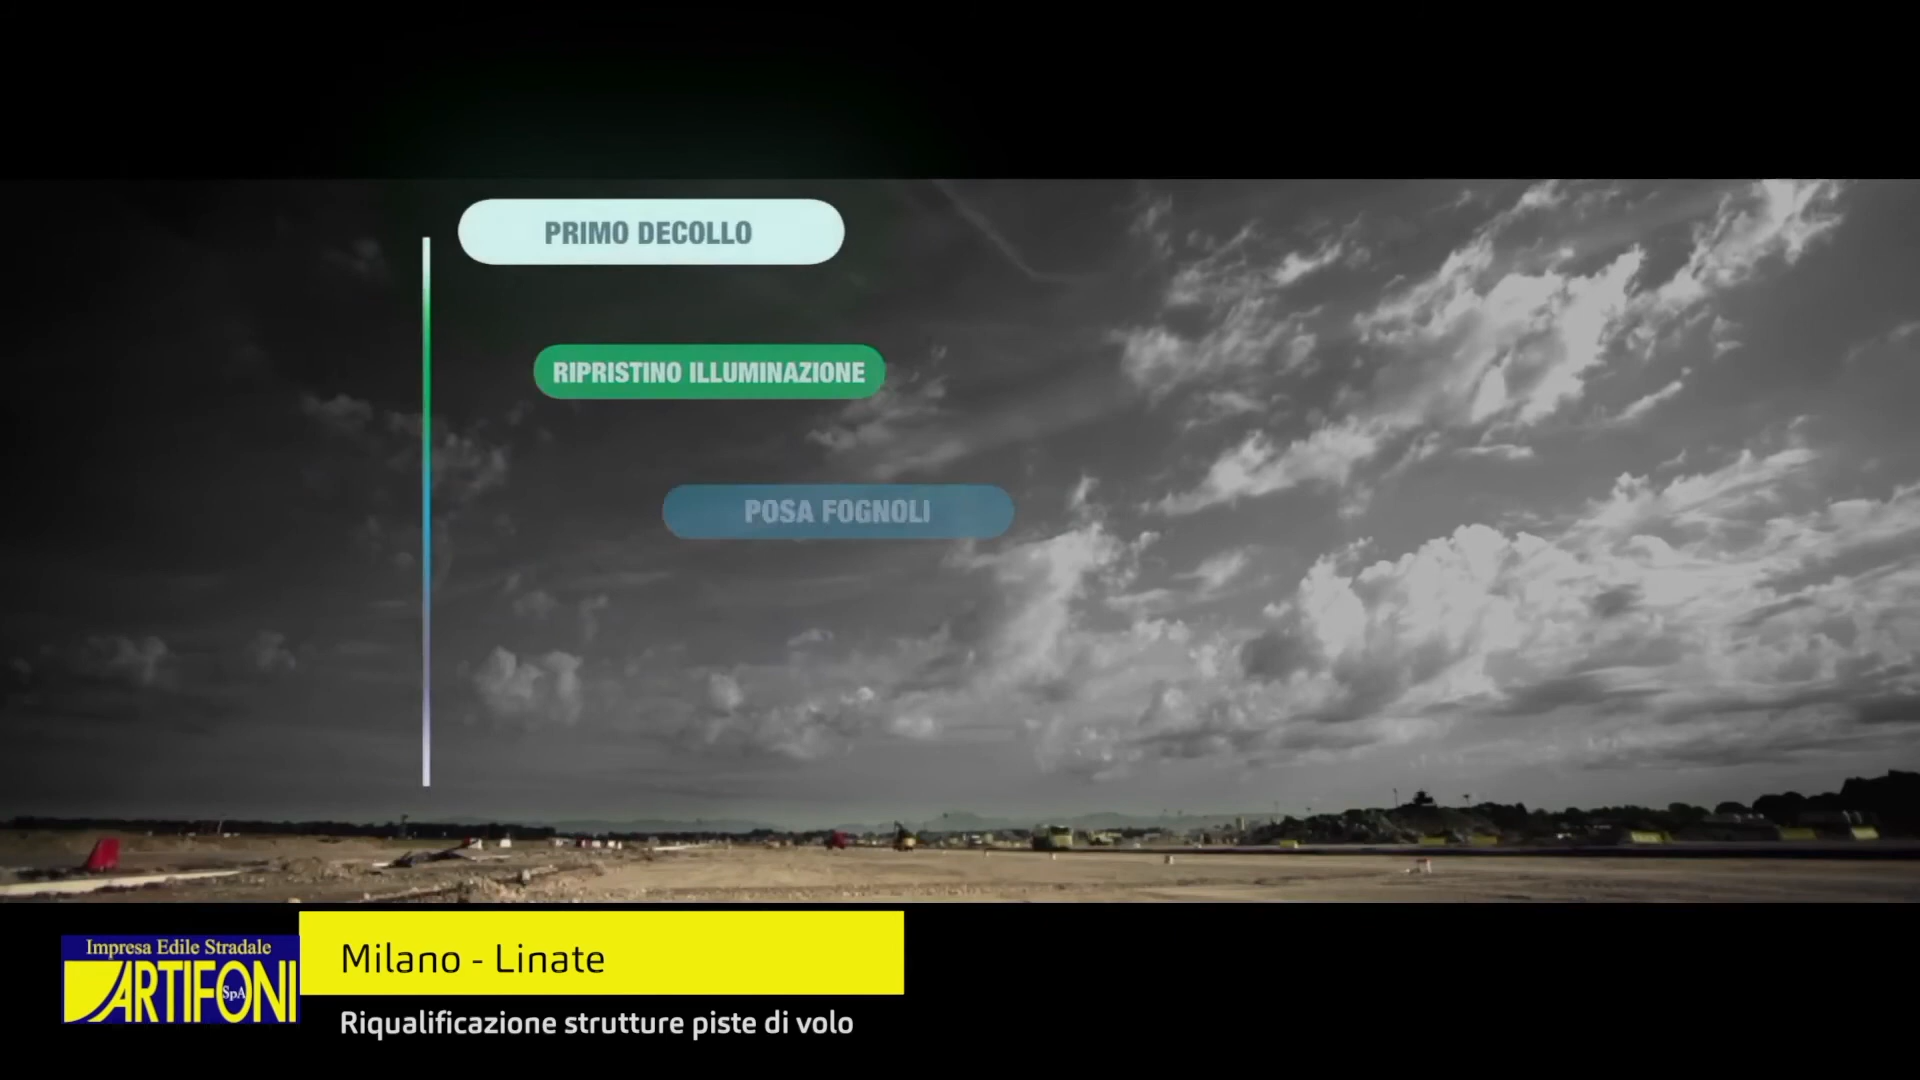 PRIMO DECOLLO
RIPRISTINO ILLUMINAZIONE
POSA FOGNOLI
Impresa Edile Stradale
ARTIFONI
SpA
Milano - Linate
Riqualificazione strutture piste di volo